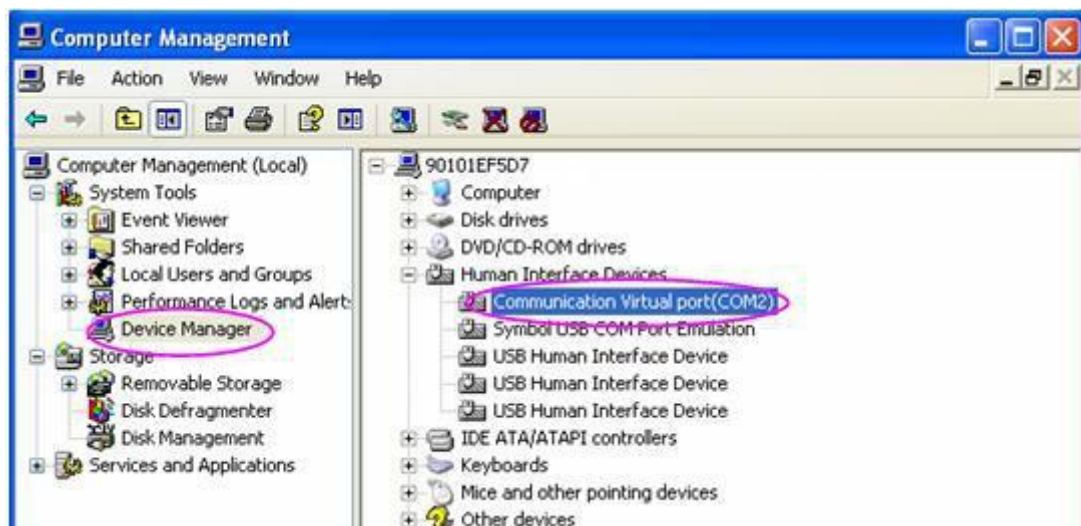 Computer Management
File Action View Window Help
Computer Management (Local)
System Tools
Event Viewer
Shared Folders
Local Users and Groups
Performance Logs and Alert
Device Manager
Storage
Removable Storage
Disk Defragmenter
Disk Management
Services and Applications
90101EF5D7
Computer
Disk drives
DVD/CD-ROM drives
Human Interface Devices
Communication Virtual port(COM2)
Symbol USB COM Port Emulation
USB Human Interface Device
USB Human Interface Device
USB Human Interface Device
IDE ATA/ATAPI controllers
Keyboards
Mice and other pointing devices
Other devices